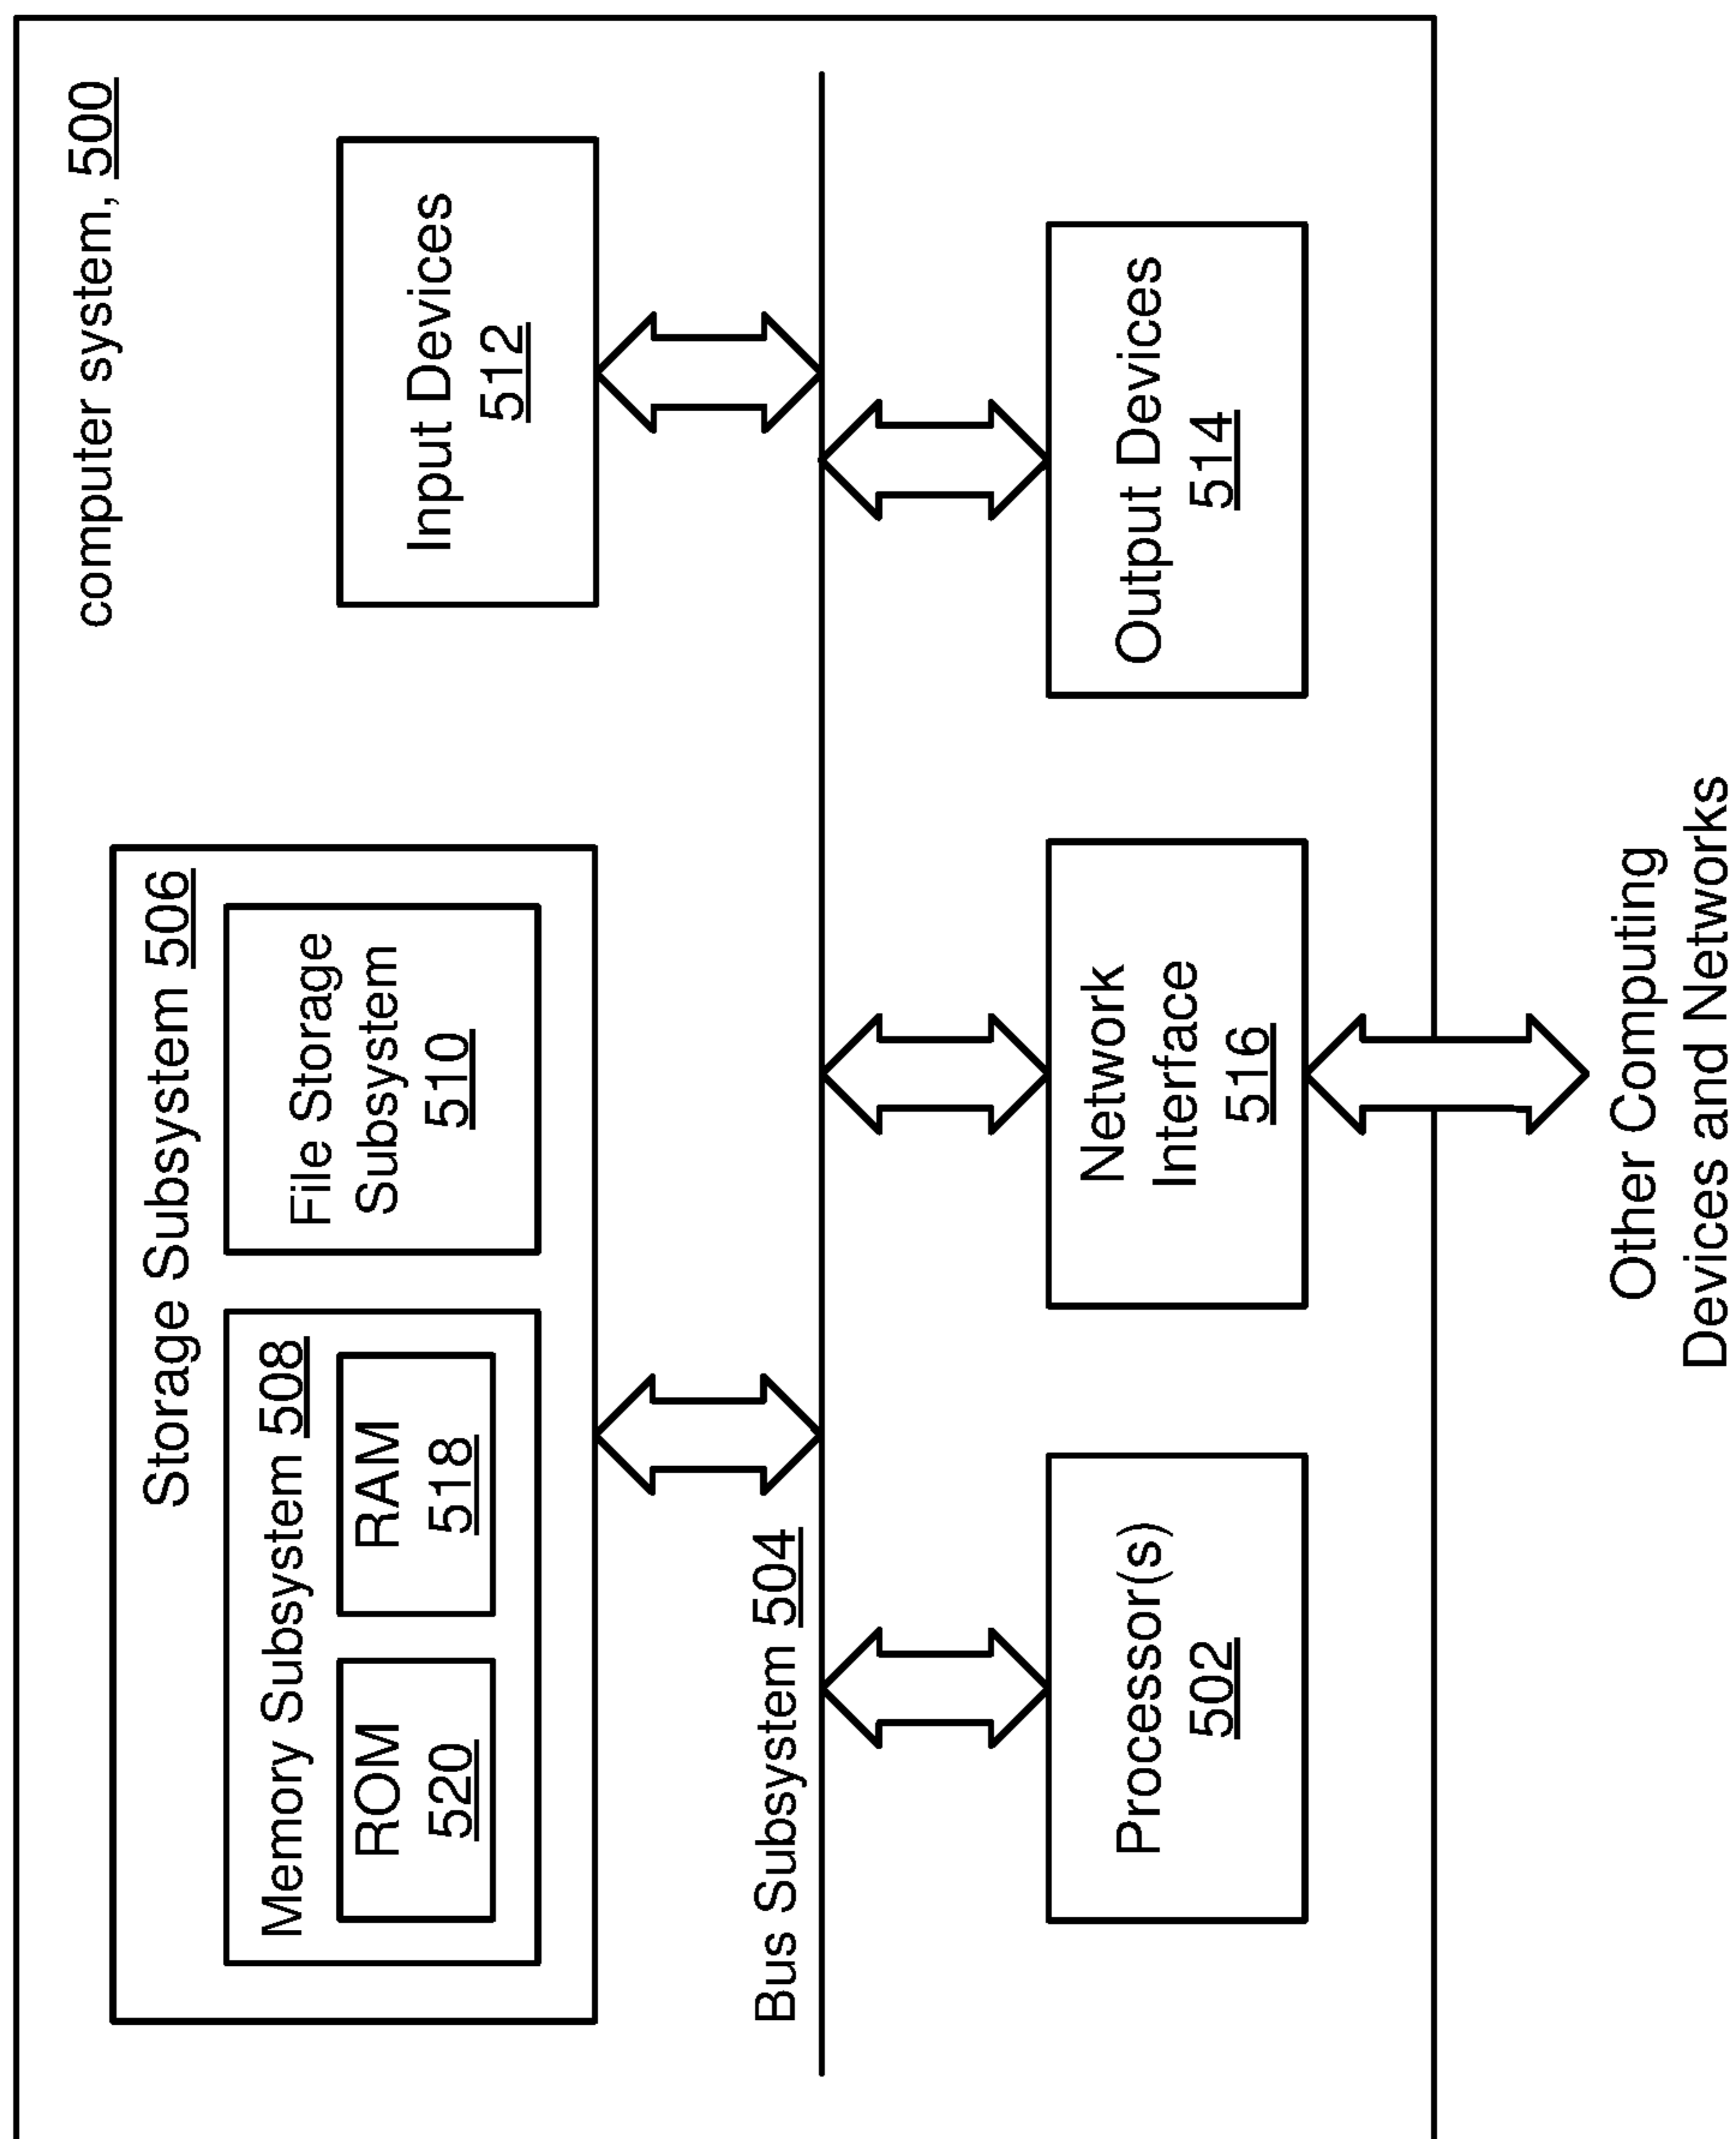 computer system, 500
Storage Subsystem 506
Memory Subsystem 508
ROM
520
RAM
518
File Storage
Subsystem
510
Input Devices
512
Bus Subsystem 504
Processor(s)
502
Network
Interface
516
Output Devices
514
Other Computing
Devices and Networks